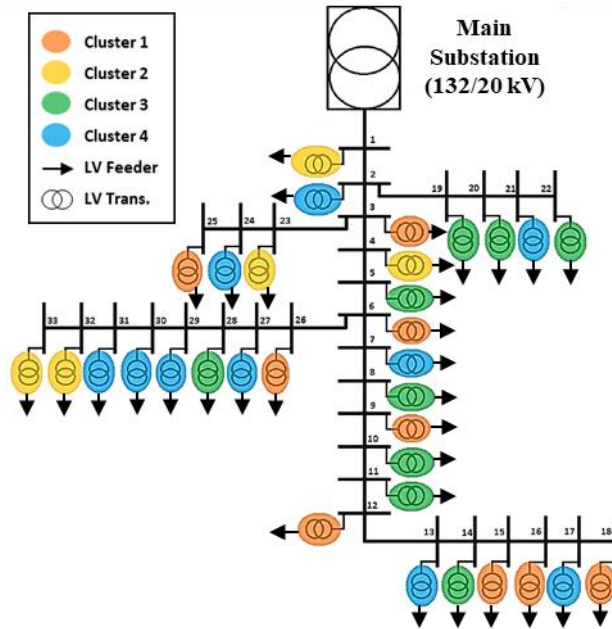 Cluster 1
Cluster 2
Cluster 3
Cluster 4
LV Feeder
LV Trans.
Main
Substation
(132/20 kV)
1
2
19 20 21 22
3
25 24 23
4
5
6
33 32 31 30 29 28 27 26
7
8
9
10
11
12
13 14 15 16 17 18